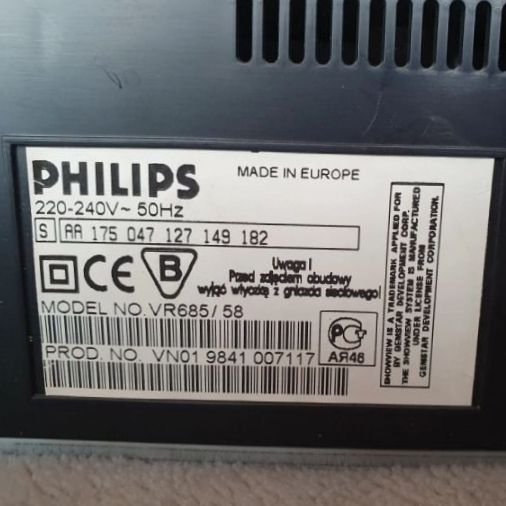 PHILIPS
MADE IN EUROPE
220-240V~ 50Hz
S AA 175 047 127 149 182
B
Uwaga!
Przed zdjęciem obudowy
wyjąć wtyczkę z gniazda sieciowego!
MODEL NO. VR685/58
PROD. NO. VN01 9841 007117
АЯ46
SHOWVIEW IS A TRADEMARK APPLIED FOR
BY GEMSTAR DEVELOPMENT CORP.
THE SHOWVIEW SYSTEM IS MANUFACTURED
UNDER LICENSE FROM
GEMSTAR DEVELOPMENT CORPORATION.